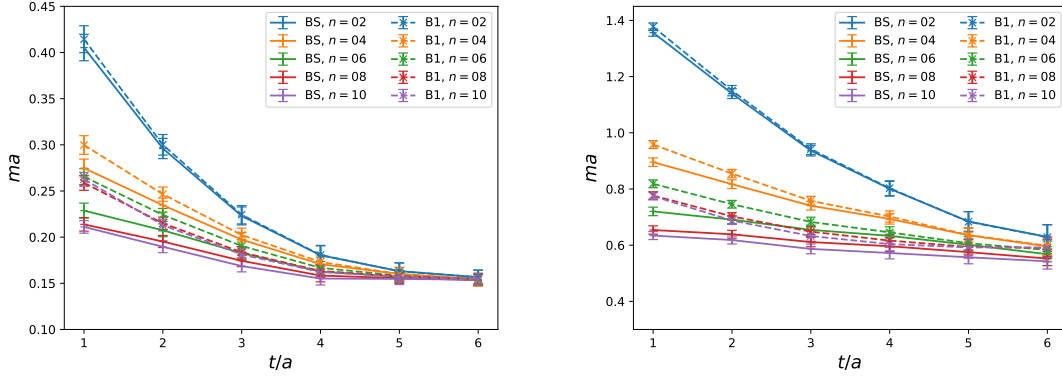 0.45
0.40
0.35
0.30
0.25
0.20
0.15
0.10
ma
1 2 3 4 5 6
t/a
BS, n = 02 B1, n = 02
BS, n = 04 B1, n = 04
BS, n = 06 B1, n = 06
BS, n = 08 B1, n = 08
BS, n = 10 B1, n = 10
1.4
1.2
1.0
0.8
0.6
0.4
ma
1 2 3 4 5 6
t/a
BS, n = 02 B1, n = 02
BS, n = 04 B1, n = 04
BS, n = 06 B1, n = 06
BS, n = 08 B1, n = 08
BS, n = 10 B1, n = 10